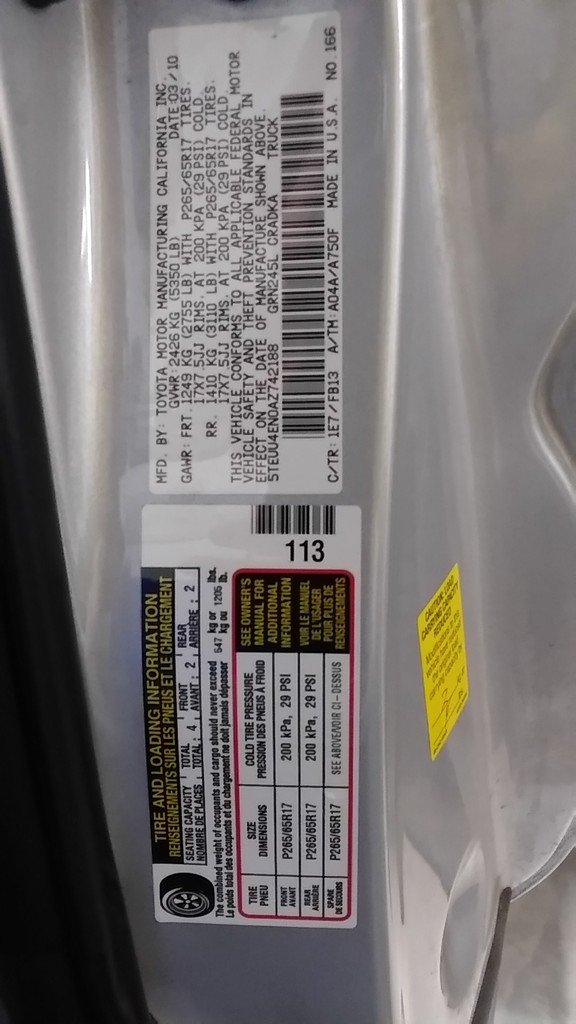 MFD. BY: TOYOTA MOTOR MANUFACTURING CALIFORNIA INC.
GVWR: 2426 KG (5350 LB) DATE:03/10
GAWR: FRT. 1249 KG (2755 LB) WITH P265/65R17 TIRES.
17X7.5JJ RIMS. AT 200 KPA (29 PSI) COLD.
RR. 1410 KG (3110 LB) WITH P265/65R17 TIRES.
17X7.5JJ RIMS. AT 200 KPA (29 PSI) COLD.
THIS VEHICLE CONFORMS TO ALL APPLICABLE FEDERAL MOTOR
VEHICLE SAFETY AND THEFT PREVENTION STANDARDS IN
EFFECT ON THE DATE OF MANUFACTURE SHOWN ABOVE.
5TEUU4EN0AZ742188 GRN245L CRADKA TRUCK
C/TR: 1E7/FB13 A/TM: A04A/A750F MADE IN U.S.A. NO.166
TIRE AND LOADING INFORMATION
RENSEIGNEMENTS SUR LES PNEUS ET LE CHARGEMENT
SEATING CAPACITY TOTAL : 4 FRONT : 2 REAR : 2
NOMBRE DE PLACES TOTAL AVANT ARRIÈRE
The combined weight of occupants and cargo should never exceed 547 kg or 1205 lbs.
Le poids total des occupants et du chargement ne doit jamais dépasser kg ou lb.
TIRE SIZE COLD TIRE PRESSURE
PNEU DIMENSIONS PRESSION DES PNEUS À FROID
FRONT P265/65R17 200 kPa, 29 PSI
AVANT
REAR P265/65R17 200 kPa, 29 PSI
ARRIÈRE
SPARE P265/65R17 SEE ABOVE/VOIR CI-DESSUS
DE SECOURS
SEE OWNER'S
MANUAL FOR
ADDITIONAL
INFORMATION
VOIR LE MANUEL
DE L'USAGER
POUR PLUS DE
RENSEIGNEMENTS
113